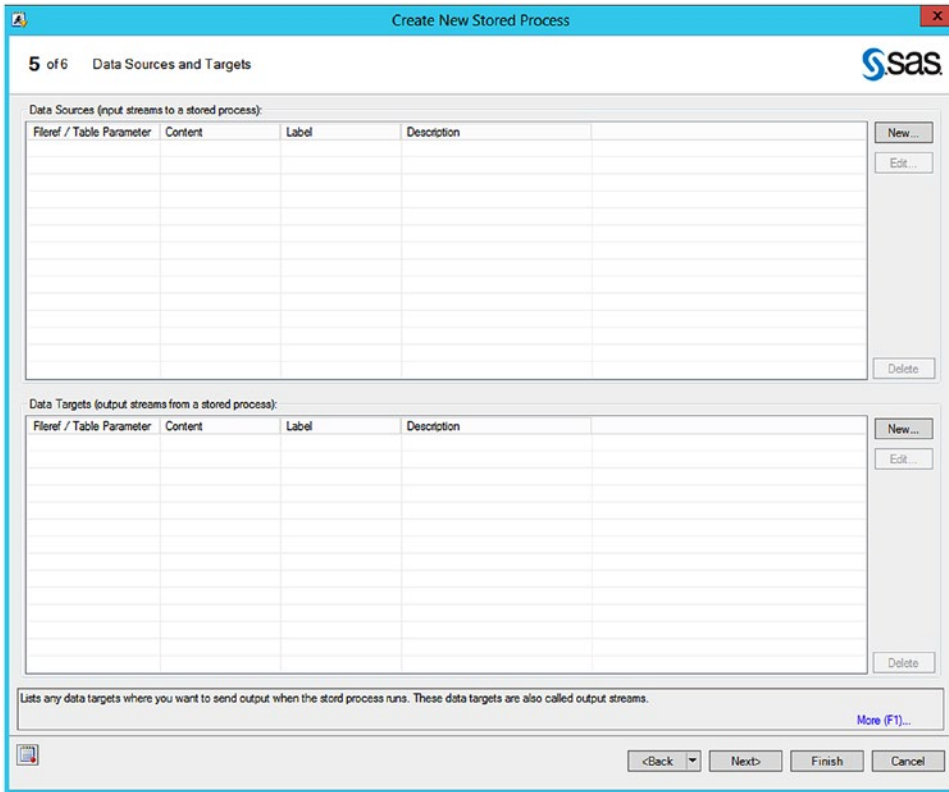 Create New Stored Process
x
5 of 6 Data Sources and Targets
sas
Data Sources (input streams to a stored process):
Fileref / Table Parameter Content Label Description
New...
Edit...
Delete
Data Targets (output streams from a stored process):
Fileref / Table Parameter Content Label Description
New...
Edit...
Delete
Lists any data targets where you want to send output when the stord process runs. These data targets are also called output streams.
More (F1)...
<Back Next> Finish Cancel